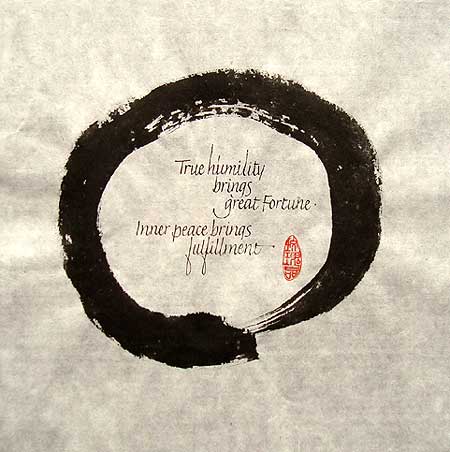 True humility
brings
great Fortune.
Inner peace brings
fulfillment.